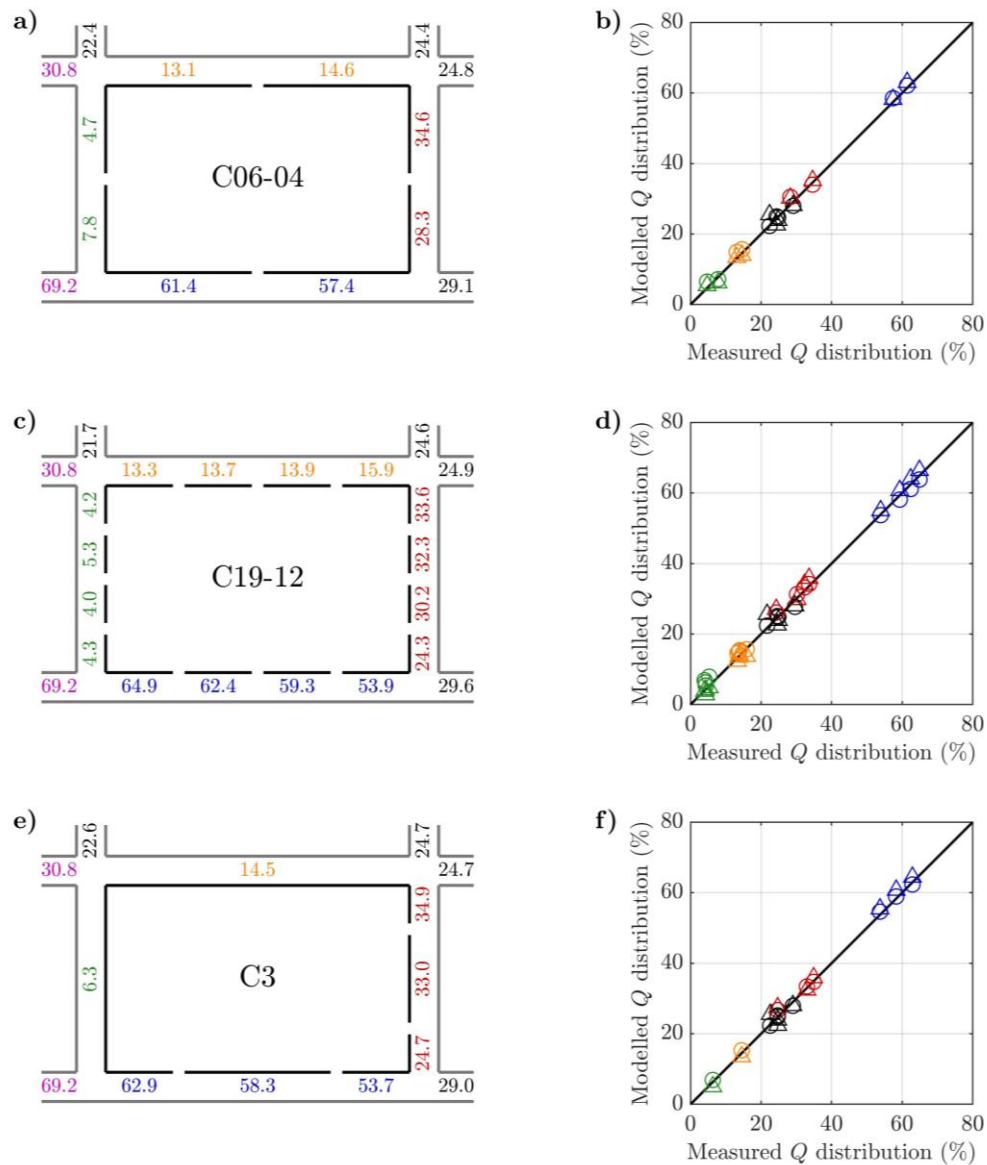 a)
22.4
24.4
30.8
13.1
14.6
24.8
4.7
34.6
C06-04
7.8
28.3
69.2
61.4
57.4
29.1
b)
80
60
40
20
0
0 20 40 60 80
Modelled Q distribution (%)
Measured Q distribution (%)
c)
21.7
24.6
30.8
13.3 13.7 13.9 15.9
24.9
4.2
33.6
5.3
32.3
C19-12
4.0
30.2
4.3
24.3
69.2
64.9 62.4 59.3 53.9
29.6
d)
80
60
40
20
0
0 20 40 60 80
Modelled Q distribution (%)
Measured Q distribution (%)
e)
22.6
24.7
30.8
14.5
24.7
34.9
6.3
C3
33.0
24.7
69.2
62.9 58.3 53.7
29.0
f)
80
60
40
20
0
0 20 40 60 80
Modelled Q distribution (%)
Measured Q distribution (%)